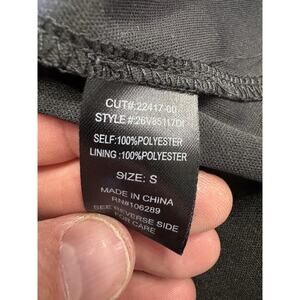 CUT#:22417-00
STYLE #:26V85117DI
SELF:100%POLYESTER
LINING :100%POLYESTER
SIZE: S
MADE IN CHINA
RN#106289
SEE REVERSE SIDE
FOR CARE